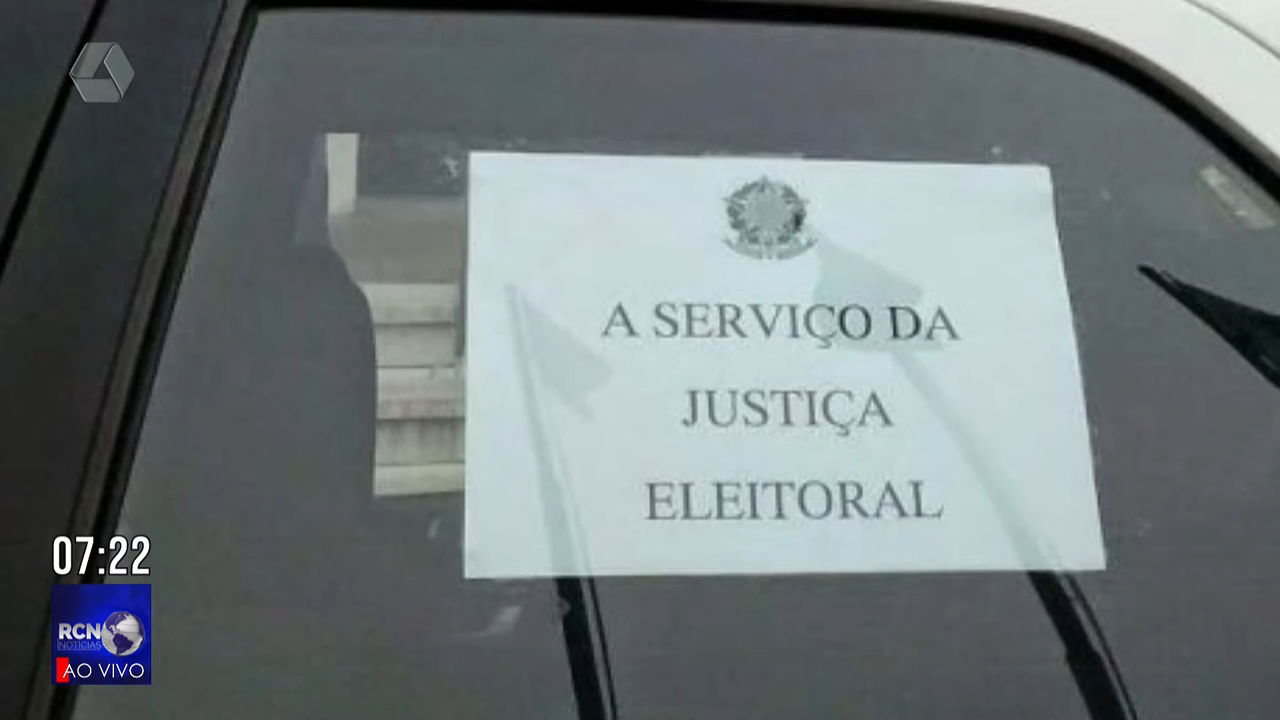 A SERVIÇO DA
JUSTIÇA
ELEITORAL
07:22
RCN
NOTÍCIAS
AO VIVO